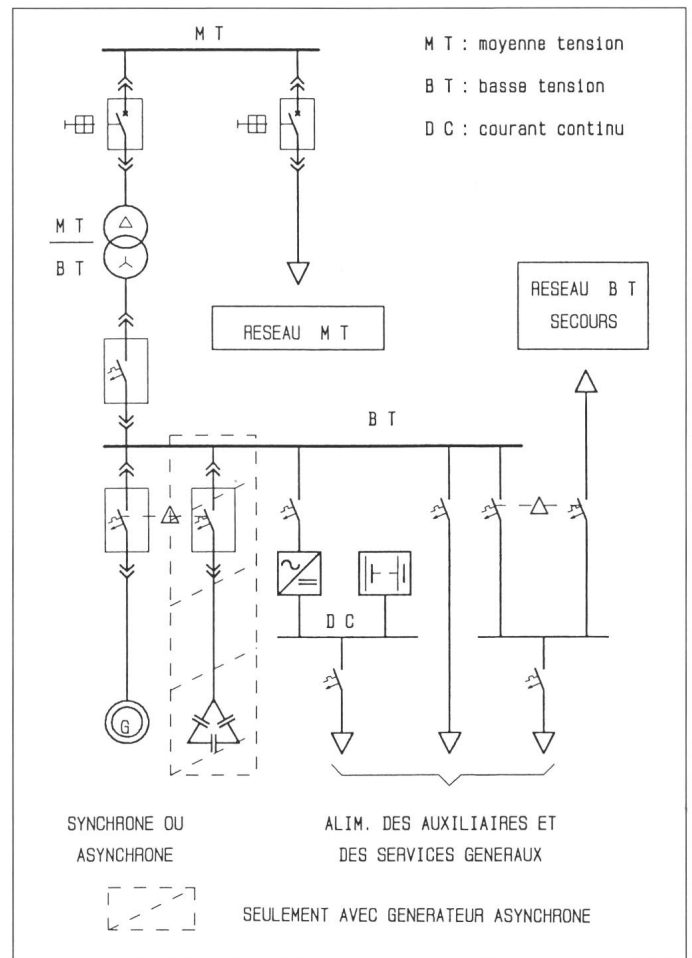 M T
M T : moyenne tension
B T : basse tension
D C : courant continu
M T
B T
RESEAU M T
RESEAU B T
SECOURS
B T
D C
G
SYNCHRONE OU
ASYNCHRONE
ALIM. DES AUXILIAIRES ET
DES SERVICES GENERAUX
SEULEMENT AVEC GENERATEUR ASYNCHRONE